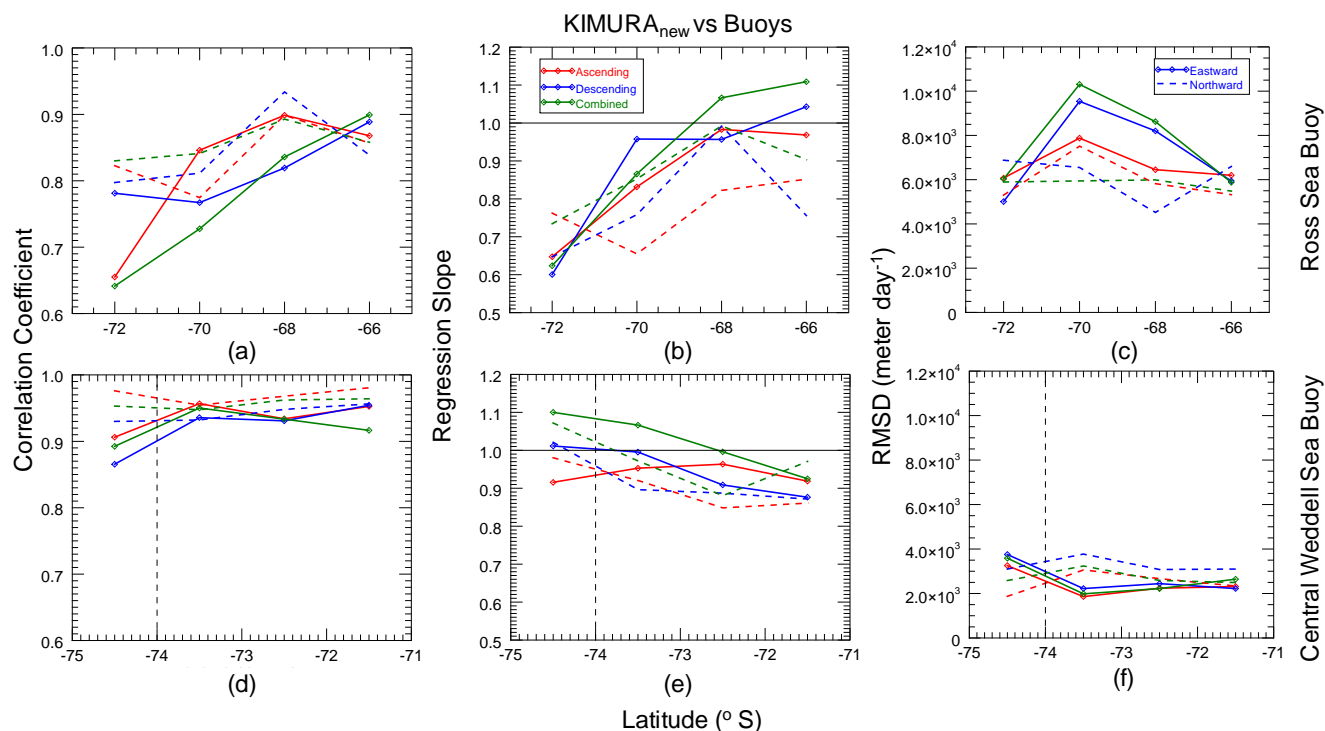 KIMURAnew vs Buoys
Correlation Coefficient
Regression Slope
RMSD (meter day-1)
Ross Sea Buoy
Central Weddell Sea Buoy
1.0
0.9
0.8
0.7
0.6
-72 -70 -68 -66
(a)
1.2
1.1
1.0
0.9
0.8
0.7
0.6
0.5
Ascending
Descending
Combined
-72 -70 -68 -66
(b)
1.2×10⁴
1.0×10⁴
8.0×10³
6.0×10³
4.0×10³
2.0×10³
0
Eastward
Northward
-72 -70 -68 -66
(c)
1.0
0.9
0.8
0.7
0.6
-75 -74 -73 -72 -71
(d)
1.2
1.1
1.0
0.9
0.8
0.7
0.6
0.5
-75 -74 -73 -72 -71
(e)
1.2×10⁴
1.0×10⁴
8.0×10³
6.0×10³
4.0×10³
2.0×10³
0
-75 -74 -73 -72 -71
(f)
Latitude (o S)